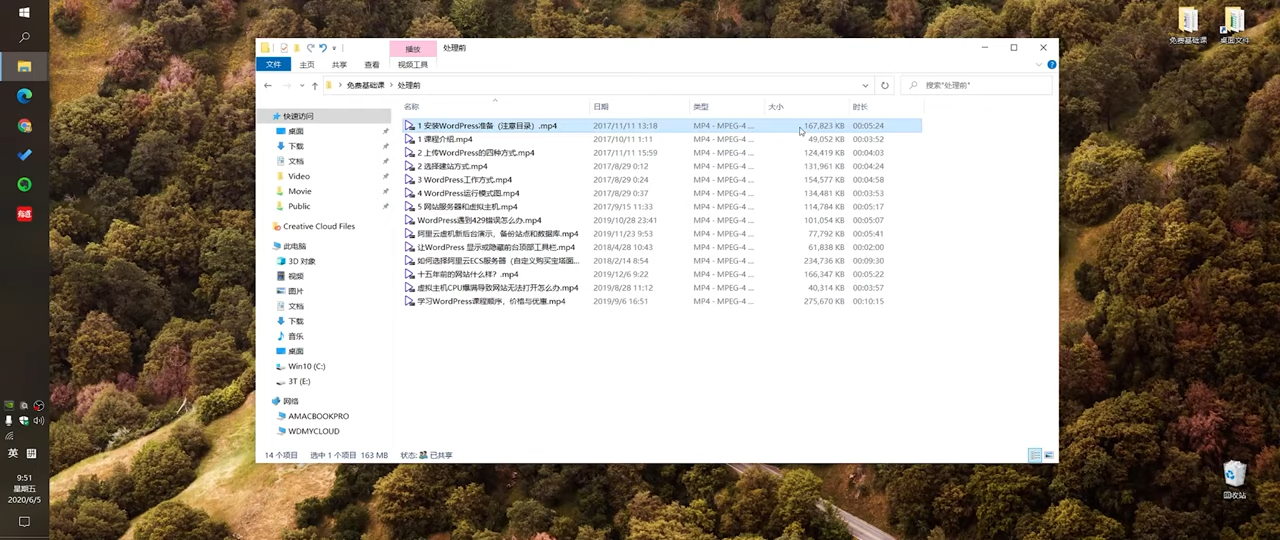 免费基础课
桌面文件
播放
处理前
文件
主页
共享
查看
视频工具
免费基础课
处理前
搜索"处理前"
名称
日期
类型
大小
时长
快速访问
桌面
下载
文档
Video
Movie
Public
Creative Cloud Files
此电脑
3D 对象
视频
图片
文档
下载
音乐
桌面
Win10 (C:)
3T (E:)
网络
AMACBOOKPRO
WDMYCLOUD
1 安装WordPress准备（注意目录）.mp4 2017/11/11 13:18 MP4 - MPEG-4 ... 167,823 KB 00:05:24
1 课程介绍.mp4 2017/10/11 1:11 MP4 - MPEG-4 ... 49,052 KB 00:03:52
2 上传WordPress的四种方式.mp4 2017/11/11 15:59 MP4 - MPEG-4 ... 124,419 KB 00:04:03
2 选择建站方式.mp4 2017/8/29 0:12 MP4 - MPEG-4 ... 131,961 KB 00:04:24
3 WordPress工作方式.mp4 2017/8/29 0:24 MP4 - MPEG-4 ... 154,577 KB 00:04:58
4 WordPress运行模式图.mp4 2017/8/29 0:37 MP4 - MPEG-4 ... 134,481 KB 00:03:53
5 网站服务器和虚拟主机.mp4 2017/9/15 11:33 MP4 - MPEG-4 ... 114,784 KB 00:05:17
WordPress遇到429错误怎么办.mp4 2019/10/28 23:41 MP4 - MPEG-4 ... 101,054 KB 00:05:07
阿里云虚机新后台演示，备份站点和数据库.mp4 2019/11/23 9:53 MP4 - MPEG-4 ... 77,792 KB 00:05:41
让WordPress 显示或隐藏前台顶部工具栏.mp4 2018/4/28 10:43 MP4 - MPEG-4 ... 61,838 KB 00:02:00
如何选择阿里云ECS服务器（自定义购买宝塔面... 2018/2/14 8:54 MP4 - MPEG-4 ... 234,736 KB 00:09:30
十五年前的网站什么样？.mp4 2019/12/6 9:22 MP4 - MPEG-4 ... 166,347 KB 00:05:22
虚拟主机CPU爆满导致网站无法打开怎么办.mp4 2019/8/28 11:12 MP4 - MPEG-4 ... 40,314 KB 00:03:57
学习WordPress课程顺序，价格与优惠.mp4 2019/9/6 16:51 MP4 - MPEG-4 ... 275,670 KB 00:10:15
14 个项目 选中 1 个项目 163 MB 状态: 已共享
有道
英 拼
9:51
星期五
2020/6/5
回收站